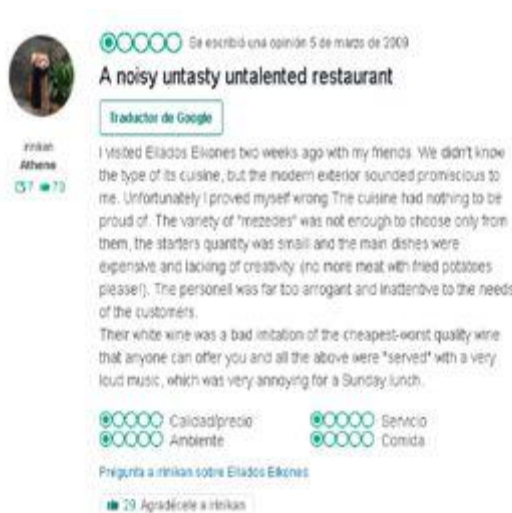 Se escribió una opinión 5 de marzo de 2009
A noisy untasty untalented restaurant
Traductor de Google
irinikan
Athens
7 73
I visited Ellados Eikones two weeks ago with my friends. We didn't know
the type of its cuisine, but the modern exterior sounded promiscious to
me. Unfortunately I proved myself wrong The cuisine had nothing to be
proud of. The variety of "mezedes" was not enough to choose only from
them, the starters quantity was small and the main dishes were
expensive and lacking of creativity. (no more meat with fried potatoes
please!). The personell was far too arrogant and inattentive to the needs
of the customers.
Their white wine was a bad imitation of the cheapest-worst quality wine
that anyone can offer you and all the above were "served" with a very
loud music, which was very annoying for a Sunday lunch.
Calidad/precio Servicio
Ambiente Comida
Pregunta a irinikan sobre Ellados Eikones
29 Agradécele a irinikan